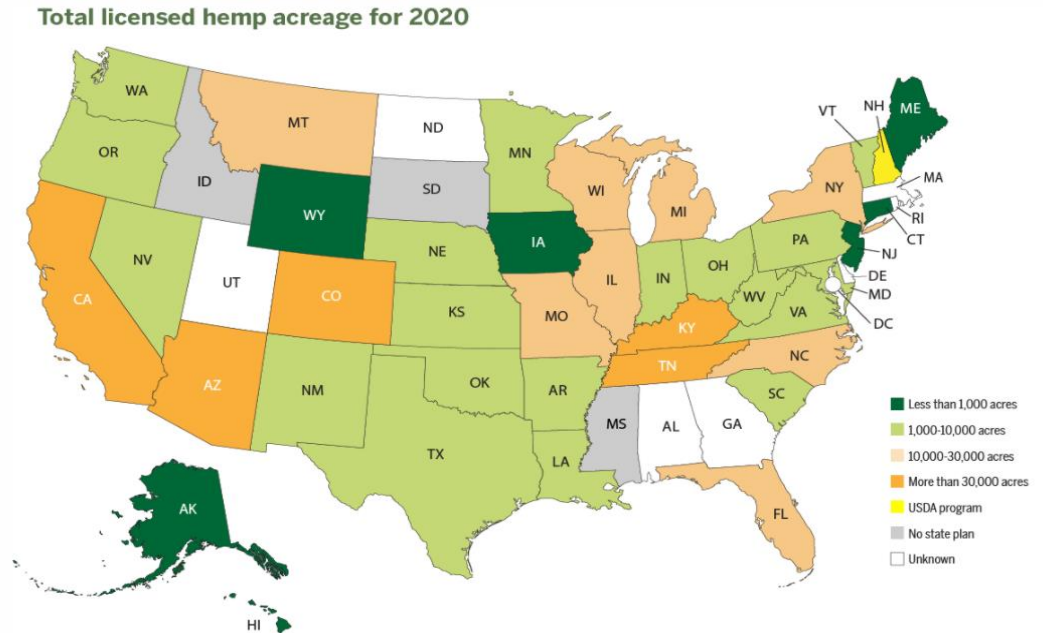 Total licensed hemp acreage for 2020
WA
OR
ID
MT
ND
SD
MN
WI
MI
WY
NE
IA
NV
UT
CO
CA
AZ
NM
KS
OK
TX
MO
IL
IN
OH
AR
LA
MS
AL
GA
KY
TN
WV
VA
NC
SC
FL
PA
NY
VT
NH
ME
MA
RI
CT
NJ
DE
MD
DC
AK
HI
Less than 1,000 acres
1,000-10,000 acres
10,000-30,000 acres
More than 30,000 acres
USDA program
No state plan
Unknown